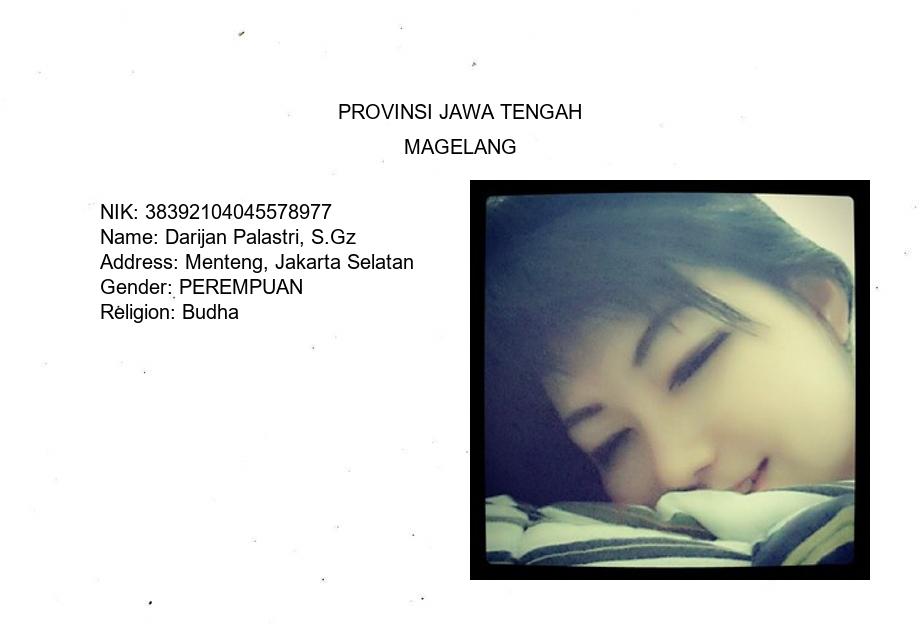 PROVINSI JAWA TENGAH
MAGELANG
NIK: 38392104045578977
Name: Darijan Palastri, S.Gz
Address: Menteng, Jakarta Selatan
Gender: PEREMPUAN
Religion: Budha